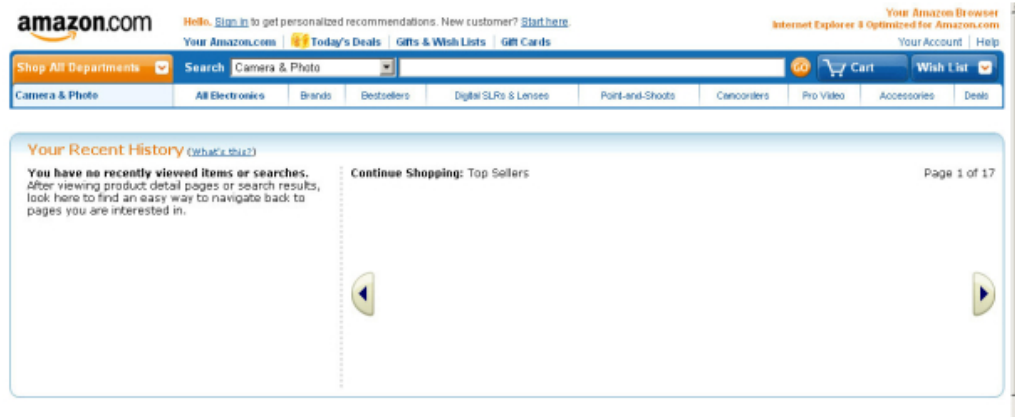 amazon.com
Hello. Sign in to get personalized recommendations. New customer? Start here.
Your Amazon Browser
Internet Explorer 8 Optimized for Amazon.com
Your Amazon.com Today's Deals Gifts & Wish Lists Gift Cards
Your Account Help
Shop All Departments Search Camera & Photo GO Cart Wish List
Camera & Photo All Electronics Brands Bestsellers Digital SLRs & Lenses Point-and-Shoots Camcorders Pro Video Accessories Deals
Your Recent History (What's this?)
You have no recently viewed items or searches.
After viewing product detail pages or search results,
look here to find an easy way to navigate back to
pages you are interested in.
Continue Shopping: Top Sellers
Page 1 of 17